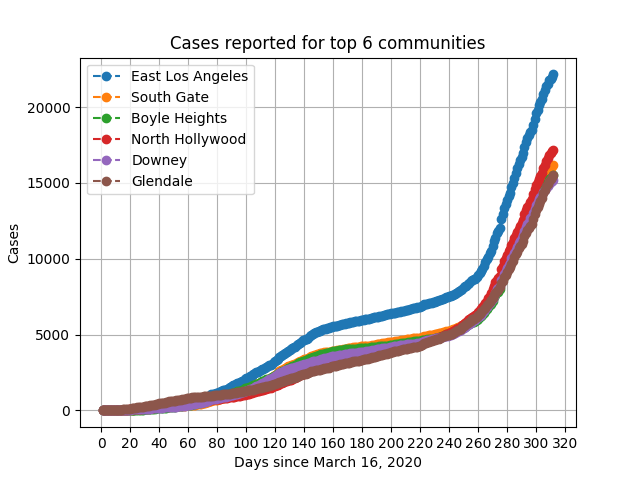 Cases reported for top 6 communities
East Los Angeles
South Gate
Boyle Heights
North Hollywood
Downey
Glendale
Cases
20000
15000
10000
5000
0
0 20 40 60 80 100 120 140 160 180 200 220 240 260 280 300 320
Days since March 16, 2020